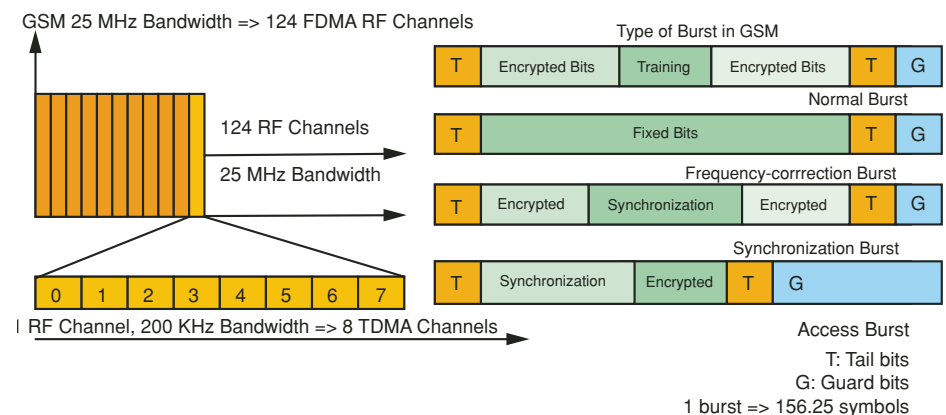 GSM 25 MHz Bandwidth => 124 FDMA RF Channels
124 RF Channels
25 MHz Bandwidth
0 1 2 3 4 5 6 7
1 RF Channel, 200 KHz Bandwidth => 8 TDMA Channels
Type of Burst in GSM
T Encrypted Bits Training Encrypted Bits T G
Normal Burst
T Fixed Bits T G
Frequency-corrrection Burst
T Encrypted Synchronization Encrypted T G
Synchronization Burst
T Synchronization Encrypted T G
Access Burst
T: Tail bits
G: Guard bits
1 burst => 156.25 symbols